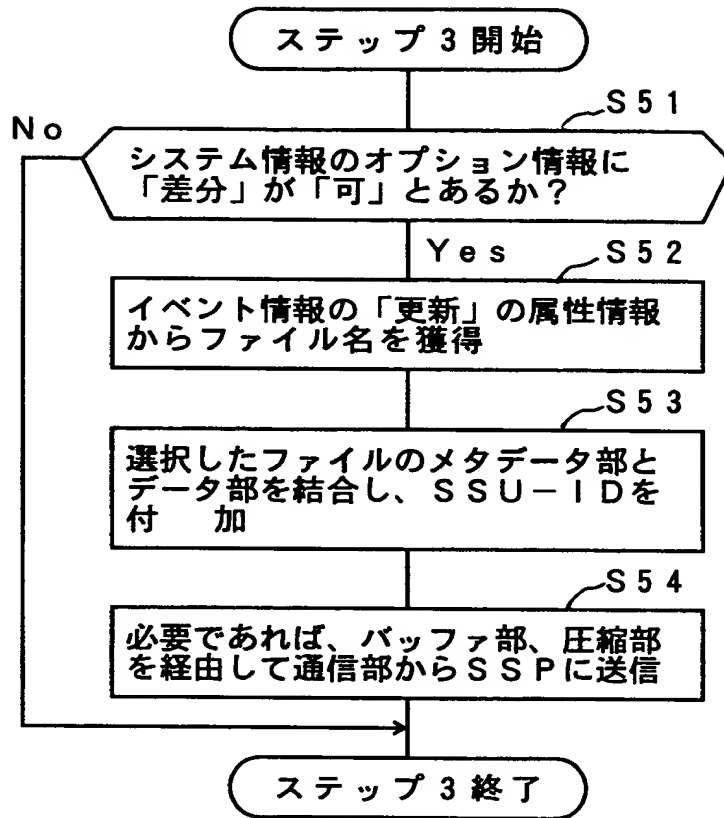 ステップ3開始
S51
No
システム情報のオプション情報に
「差分」が「可」とあるか?
Yes
S52
イベント情報の「更新」の属性情報
からファイル名を獲得
S53
選択したファイルのメタデータ部と
データ部を結合し、SSU-IDを
付 加
S54
必要であれば、バッファ部、圧縮部
を経由して通信部からSSPに送信
ステップ3終了